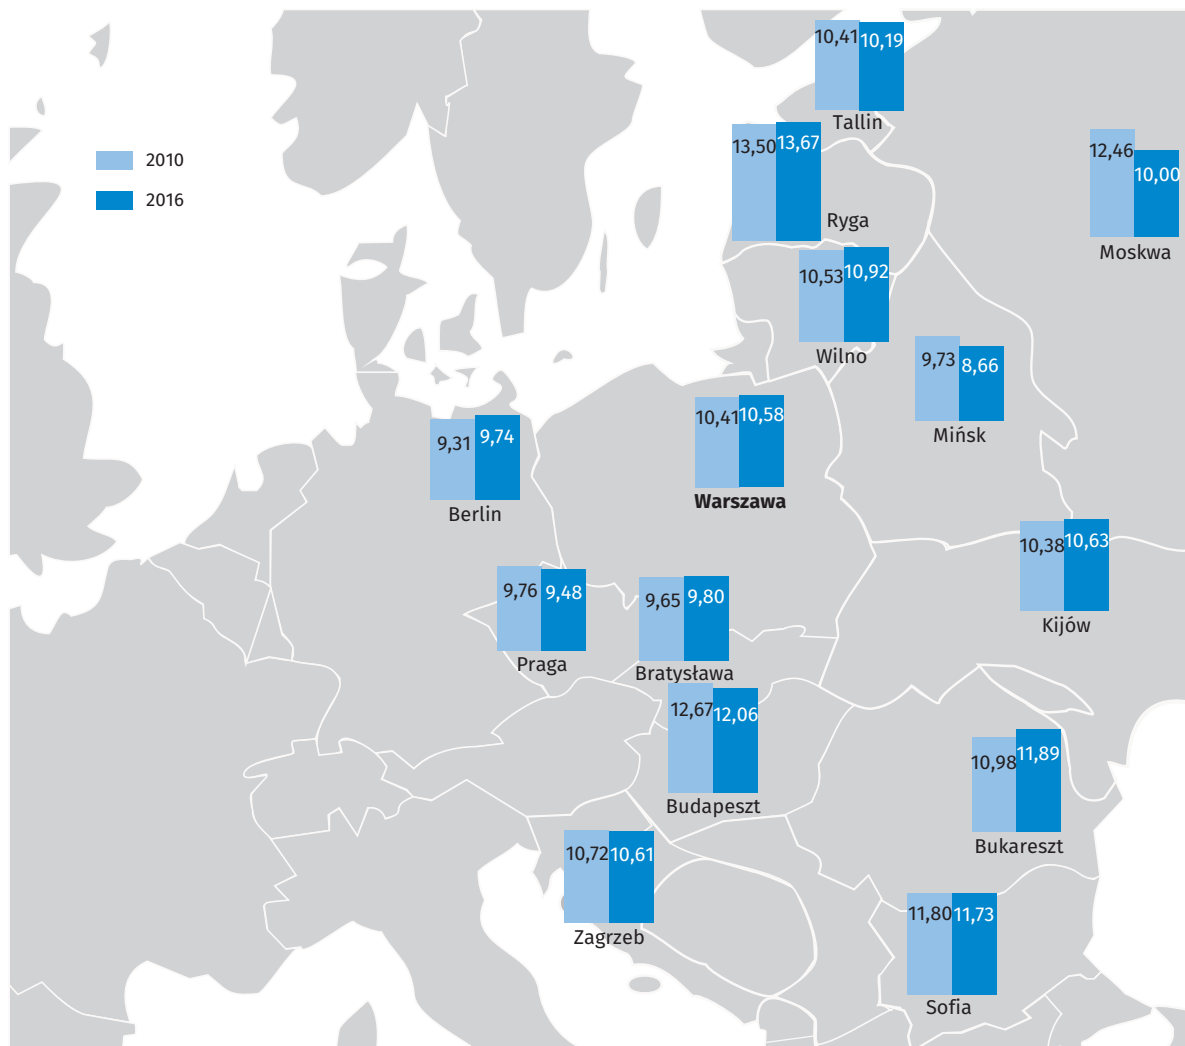 10,41 10,19
Tallin
2010
2016
13,50 13,67
Ryga
12,46 10,00
Moskwa
10,53 10,92
Wilno
9,73 8,66
Mińsk
10,41 10,58
Warszawa
9,31 9,74
Berlin
10,38 10,63
Kijów
9,76 9,48
Praga
9,65 9,80
Bratysława
12,67 12,06
Budapeszt
10,98 11,89
Bukareszt
10,72 10,61
Zagrzeb
11,80 11,73
Sofia